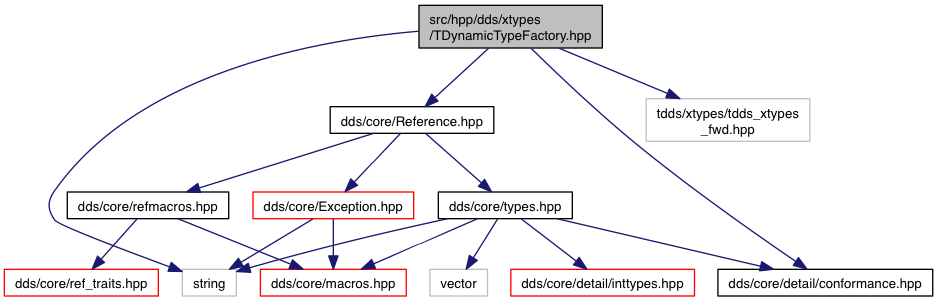 src/hpp/dds/xtypes
/TDynamicTypeFactory.hpp
dds/core/Reference.hpp
tdds/xtypes/tdds_xtypes
_fwd.hpp
dds/core/refmacros.hpp
dds/core/Exception.hpp
dds/core/types.hpp
dds/core/ref_traits.hpp
string
dds/core/macros.hpp
vector
dds/core/detail/inttypes.hpp
dds/core/detail/conformance.hpp